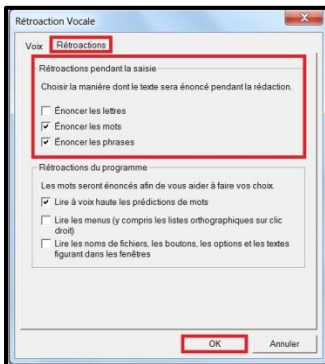 Rétroaction Vocale
Voix Rétroactions
Rétroactions pendant la saisie
Choisir la manière dont le texte sera énoncé pendant la rédaction.
Énoncer les lettres
Énoncer les mots
Énoncer les phrases
Rétroactions du programme
Les mots seront énoncés afin de vous aider à faire vos choix.
Lire à voix haute les prédictions de mots
Lire les menus (y compris les listes orthographiques sur clic
droit)
Lire les noms de fichiers, les boutons, les options et les textes
figurant dans les fenêtres
OK Annuler